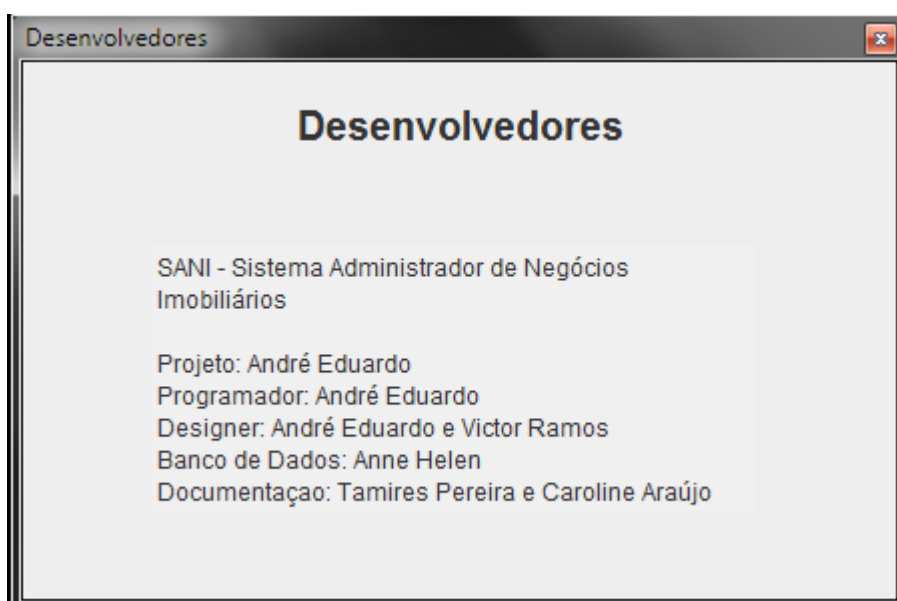 Desenvolvedores
Desenvolvedores
SANI - Sistema Administrador de Negócios
Imobiliários
Projeto: André Eduardo
Programador: André Eduardo
Designer: André Eduardo e Victor Ramos
Banco de Dados: Anne Helen
Documentaçao: Tamires Pereira e Caroline Araújo